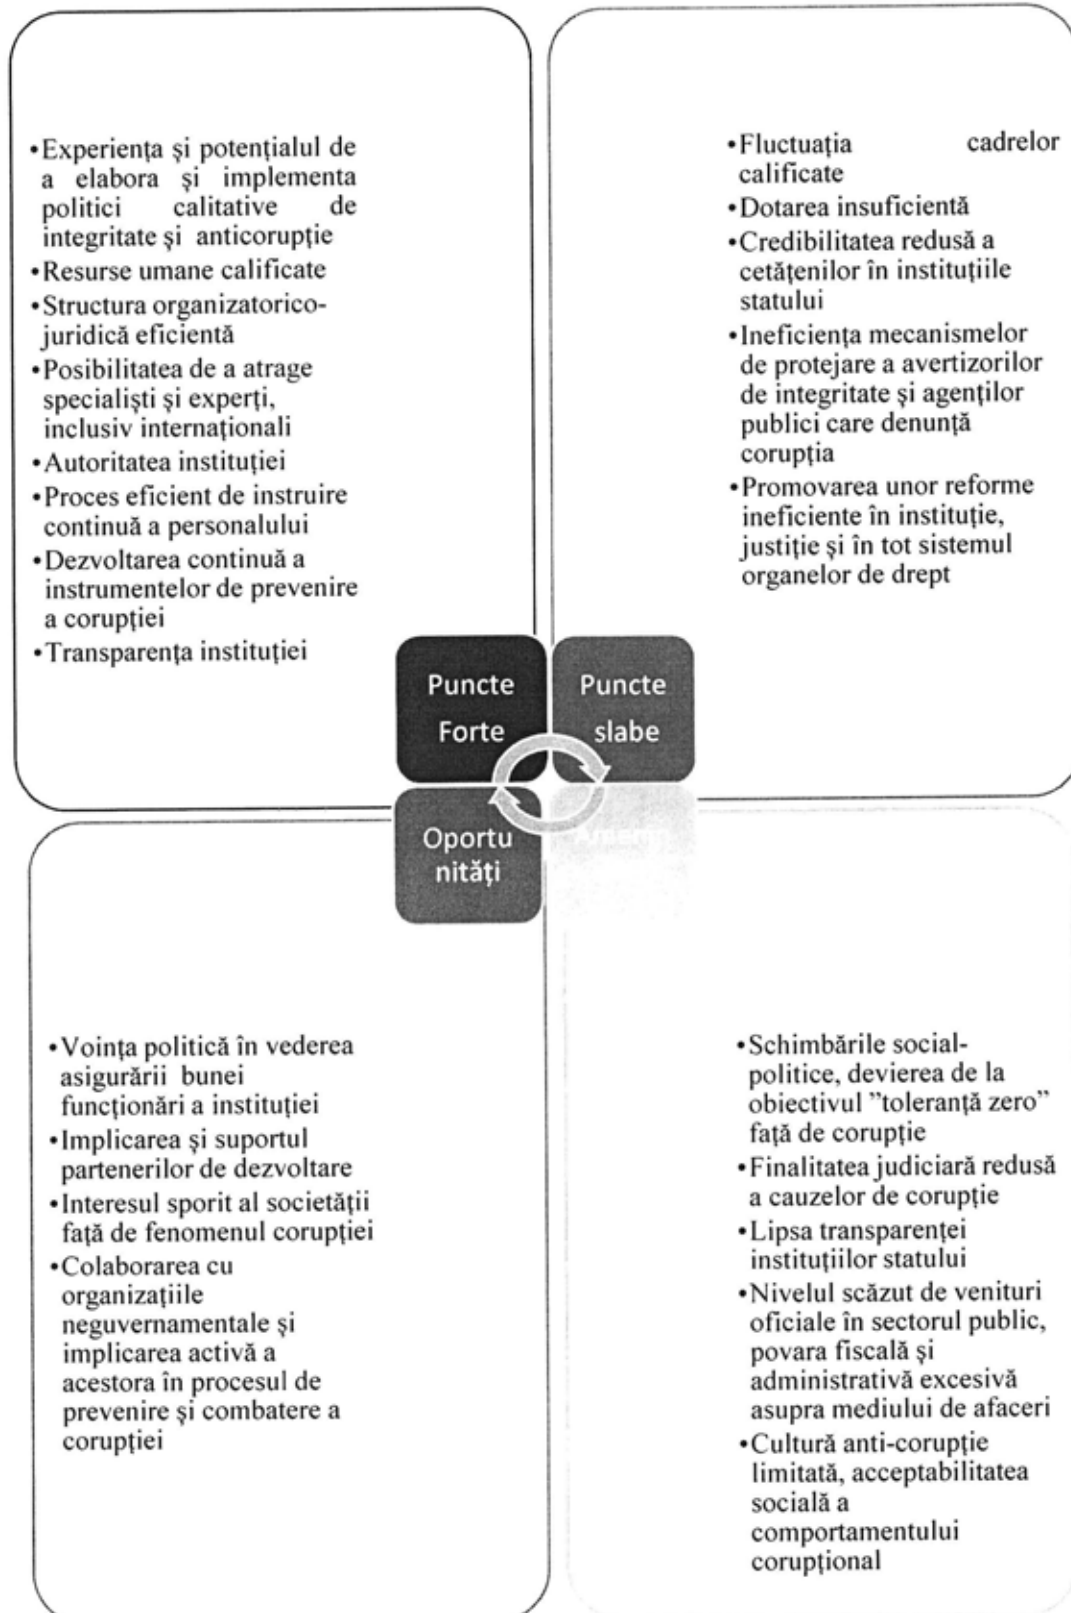 •Experiența și potențialul de
a elabora și implementa
politici calitative de
integritate și anticorupție
•Resurse umane calificate
•Structura organizatorico-
juridică eficientă
•Posibilitatea de a atrage
specialiști și experți,
inclusiv internaționali
•Autoritatea instituției
•Proces eficient de instruire
continuă a personalului
•Dezvoltarea continuă a
instrumentelor de prevenire
a corupției
•Transparența instituției
•Fluctuația cadrelor
calificate
•Dotarea insuficientă
•Credibilitatea redusă a
cetățenilor în instituțiile
statului
•Ineficiența mecanismelor
de protejare a avertizorilor
de integritate și agenților
publici care denunță
corupția
•Promovarea unor reforme
ineficiente în instituție,
justiție și în tot sistemul
organelor de drept
Puncte
Forte
Puncte
slabe
Oportu
nități
•Voința politică în vederea
asigurării bunei
funcționări a instituției
•Implicarea și suportul
partenerilor de dezvoltare
•Interesul sporit al societății
față de fenomenul corupției
•Colaborarea cu
organizațiile
neguvernamentale și
implicarea activă a
acestora în procesul de
prevenire și combatere a
corupției
•Schimbările social-
politice, devierea de la
obiectivul ”toleranță zero”
față de corupție
•Finalitatea judiciară redusă
a cauzelor de corupție
•Lipsa transparenței
instituțiilor statului
•Nivelul scăzut de venituri
oficiale în sectorul public,
povara fiscală și
administrativă excesivă
asupra mediului de afaceri
•Cultură anti-corupție
limitată, acceptabilitatea
socială a
comportamentului
corupțional